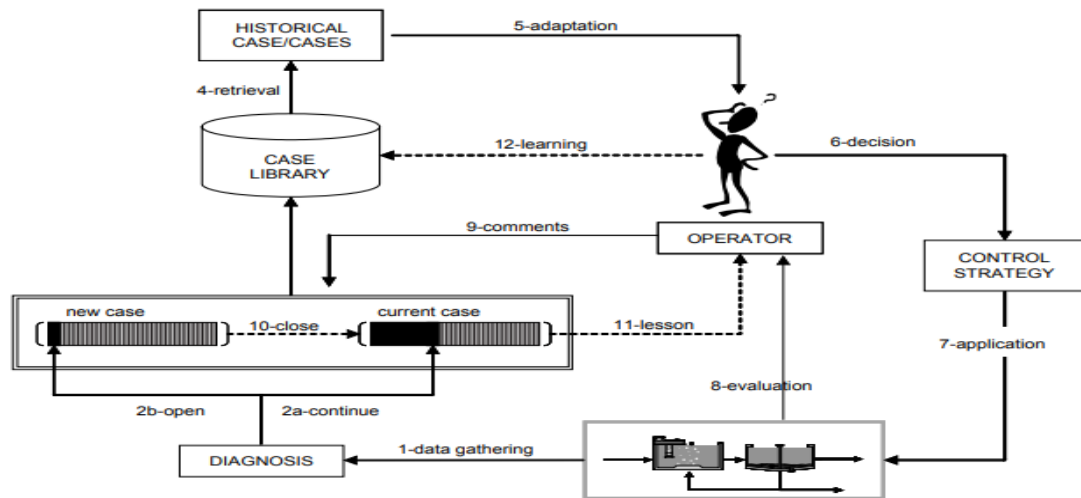 HISTORICAL
CASE/CASES
5-adaptation
?
4-retrieval
CASE
LIBRARY
12-learning
6-decision
9-comments
OPERATOR
CONTROL
STRATEGY
new case
current case
10-close
11-lesson
7-application
8-evaluation
2b-open
2a-continue
DIAGNOSIS
1-data gathering